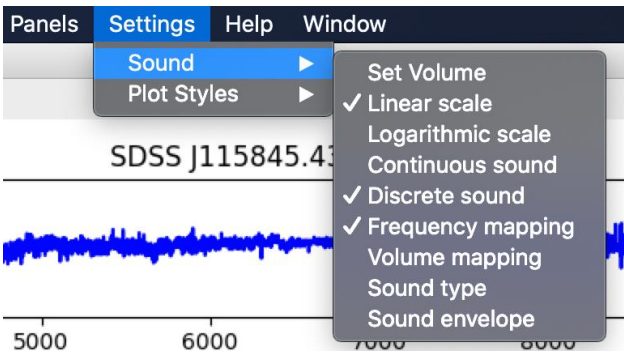 Panels Settings Help Window
Sound
Plot Styles
Set Volume
✓ Linear scale
Logarithmic scale
Continuous sound
✓ Discrete sound
✓ Frequency mapping
Volume mapping
Sound type
Sound envelope
SDSS J115845.43
5000 6000 7000 8000